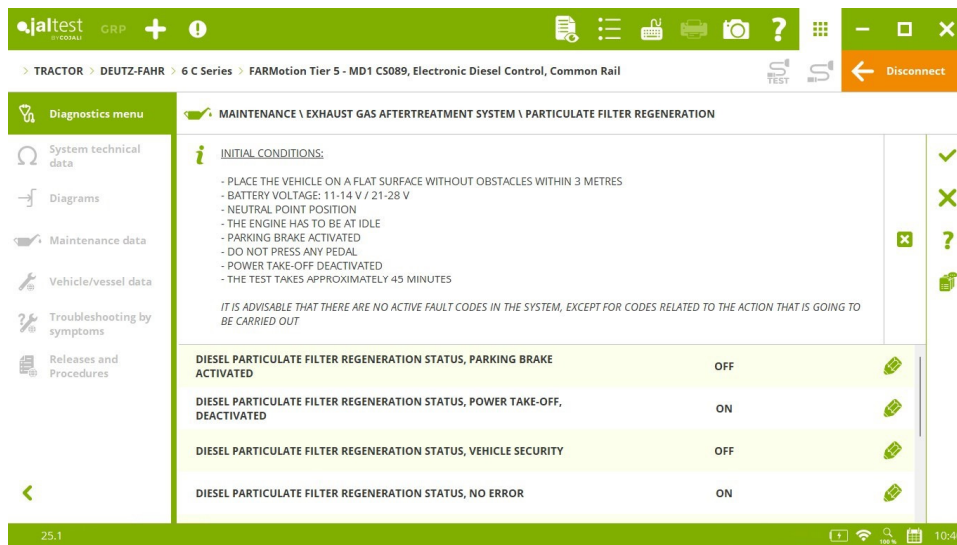 jaltest GRP
BY COJALI
> TRACTOR > DEUTZ-FAHR > 6 C Series > FARMotion Tier 5 - MD1 CS089, Electronic Diesel Control, Common Rail
TEST
Disconnect
Diagnostics menu
MAINTENANCE \ EXHAUST GAS AFTERTREATMENT SYSTEM \ PARTICULATE FILTER REGENERATION
System technical
data
Diagrams
Maintenance data
Vehicle/vessel data
Troubleshooting by
symptoms
Releases and
Procedures
INITIAL CONDITIONS:
- PLACE THE VEHICLE ON A FLAT SURFACE WITHOUT OBSTACLES WITHIN 3 METRES
- BATTERY VOLTAGE: 11-14 V / 21-28 V
- NEUTRAL POINT POSITION
- THE ENGINE HAS TO BE AT IDLE
- PARKING BRAKE ACTIVATED
- DO NOT PRESS ANY PEDAL
- POWER TAKE-OFF DEACTIVATED
- THE TEST TAKES APPROXIMATELY 45 MINUTES
IT IS ADVISABLE THAT THERE ARE NO ACTIVE FAULT CODES IN THE SYSTEM, EXCEPT FOR CODES RELATED TO THE ACTION THAT IS GOING TO
BE CARRIED OUT
DIESEL PARTICULATE FILTER REGENERATION STATUS, PARKING BRAKE
ACTIVATED
OFF
DIESEL PARTICULATE FILTER REGENERATION STATUS, POWER TAKE-OFF,
DEACTIVATED
ON
DIESEL PARTICULATE FILTER REGENERATION STATUS, VEHICLE SECURITY
OFF
DIESEL PARTICULATE FILTER REGENERATION STATUS, NO ERROR
ON
25.1
100 %